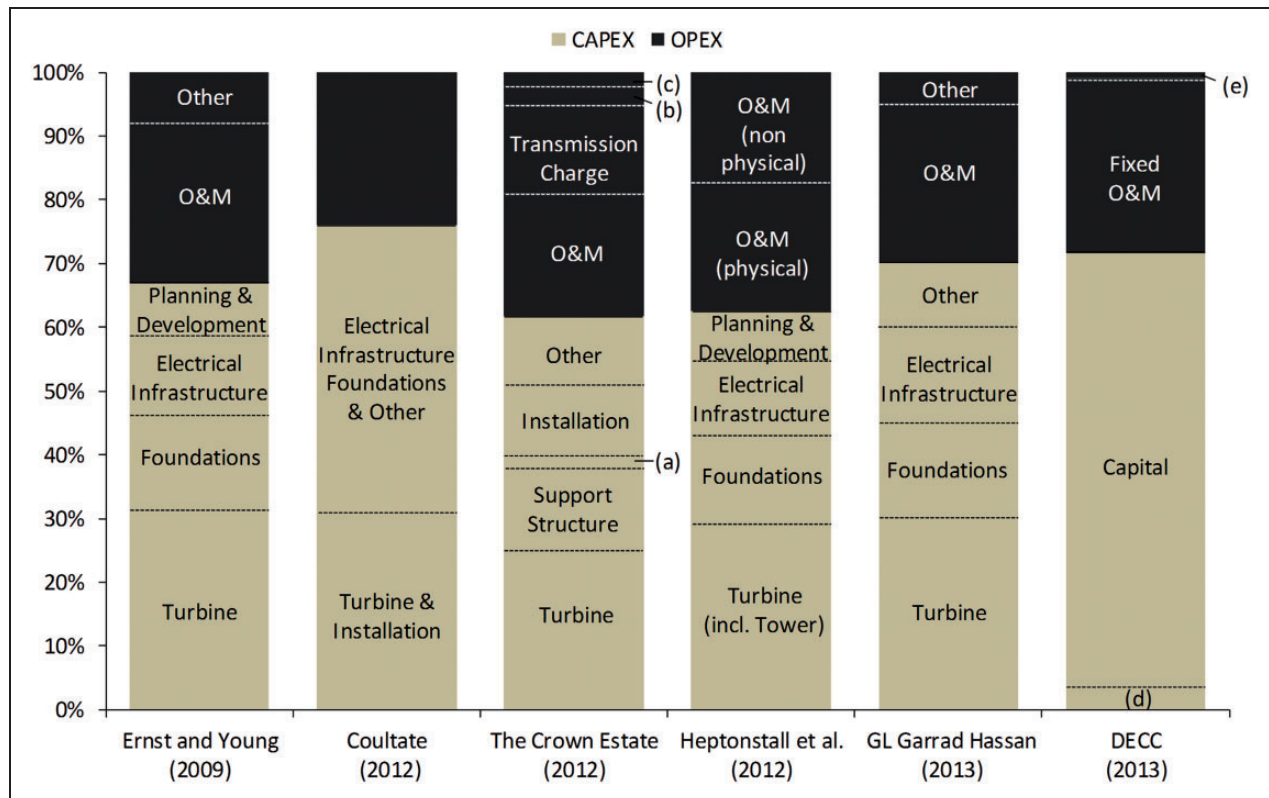 CAPEX OPEX
100%
90%
80%
70%
60%
50%
40%
30%
20%
10%
0%
Other
O&M
Planning &
Development
Electrical
Infrastructure
Foundations
Turbine
Electrical
Infrastructure
Foundations
& Other
Turbine &
Installation
(c)
(b)
Transmission
Charge
O&M
Other
Installation
(a)
Support
Structure
Turbine
O&M
(non
physical)
O&M
(physical)
Planning &
Development
Electrical
Infrastructure
Foundations
Turbine
(incl. Tower)
Other
O&M
Other
Electrical
Infrastructure
Foundations
Turbine
(e)
Fixed
O&M
Capital
(d)
Ernst and Young
(2009)
Coultate
(2012)
The Crown Estate
(2012)
Heptonstall et al.
(2012)
GL Garrad Hassan
(2013)
DECC
(2013)